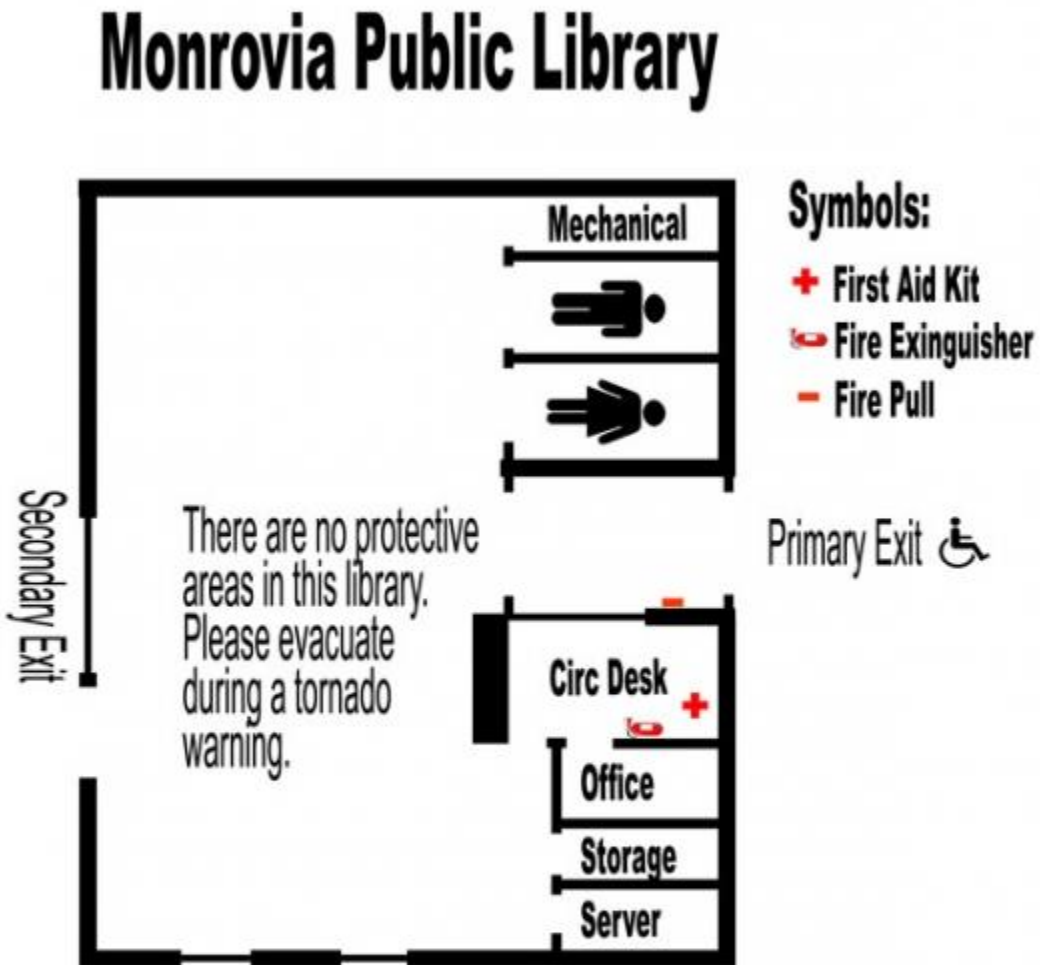 Monrovia Public Library
Mechanical
Symbols:
First Aid Kit
Fire Exinguisher
Fire Pull
Secondary Exit
There are no protective
areas in this library.
Please evacuate
during a tornado
warning.
Primary Exit
Circ Desk
Office
Storage
Server